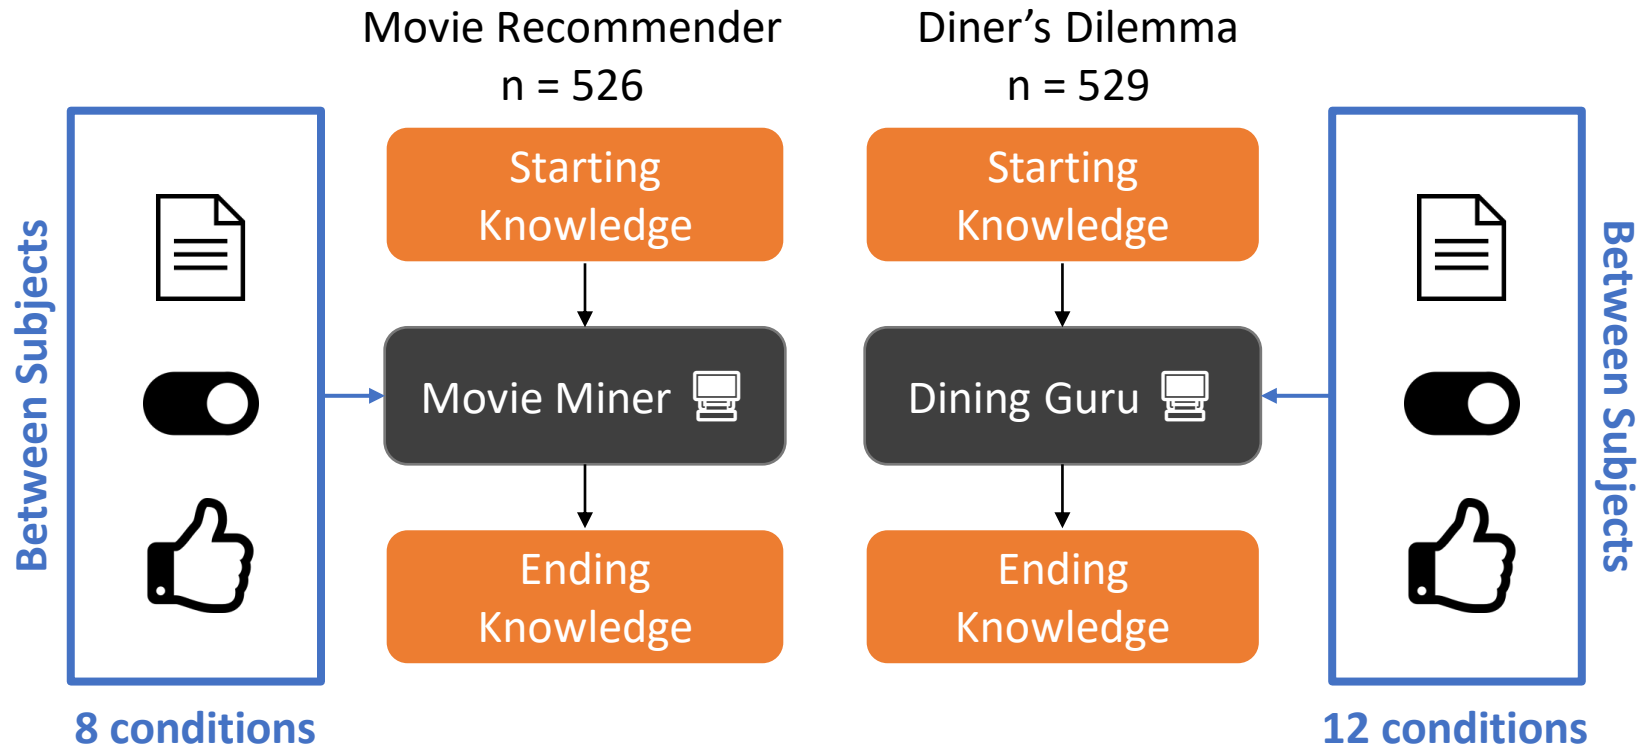 Movie Recommender
n = 526
Diner’s Dilemma
n = 529
Between Subjects
Starting
Knowledge
Movie Miner
Ending
Knowledge
8 conditions
Starting
Knowledge
Dining Guru
Ending
Knowledge
Between Subjects
12 conditions